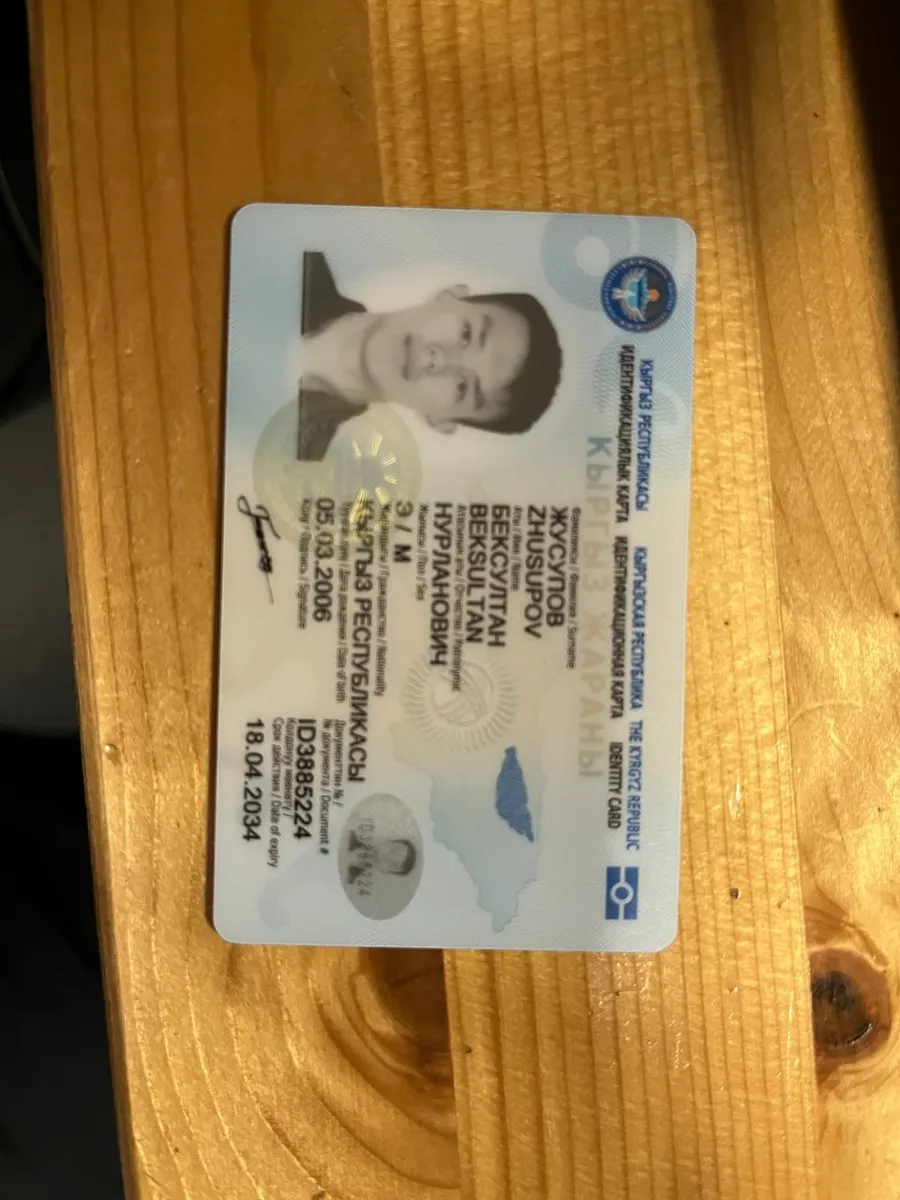 КЫРГЫЗ РЕСПУБЛИКАСЫ КЫРГЫЗСКАЯ РЕСПУБЛИКА THE KYRGYZ REPUBLIC
ИДЕНТИФИКАЦИЯЛЫК КАРТА ИДЕНТИФИКАЦИОННАЯ КАРТА IDENTITY CARD
КЫРГЫЗ ЖАРАНЫ
Фамилиясы / Фамилия / Surname
ЖУСУПОВ
ZHUSUPOV
Аты / Имя / Name
БЕКСУЛТАН
BEKSULTAN
Атасынын аты / Отчество / Patronymic
НУРЛАНОВИЧ
Жынысы / Пол / Sex
Э / М
Жарандыгы / Гражданство / Nationality
КЫРГЫЗ РЕСПУБЛИКАСЫ
Туулган күнү / Дата рождения / Date of birth
05.03.2006
Документтин № /
№ документа / Document #
ID3885224
Колу / Подпись / Signature
Колдонуу мөөнөтү /
Срок действия / Date of expiry
18.04.2034